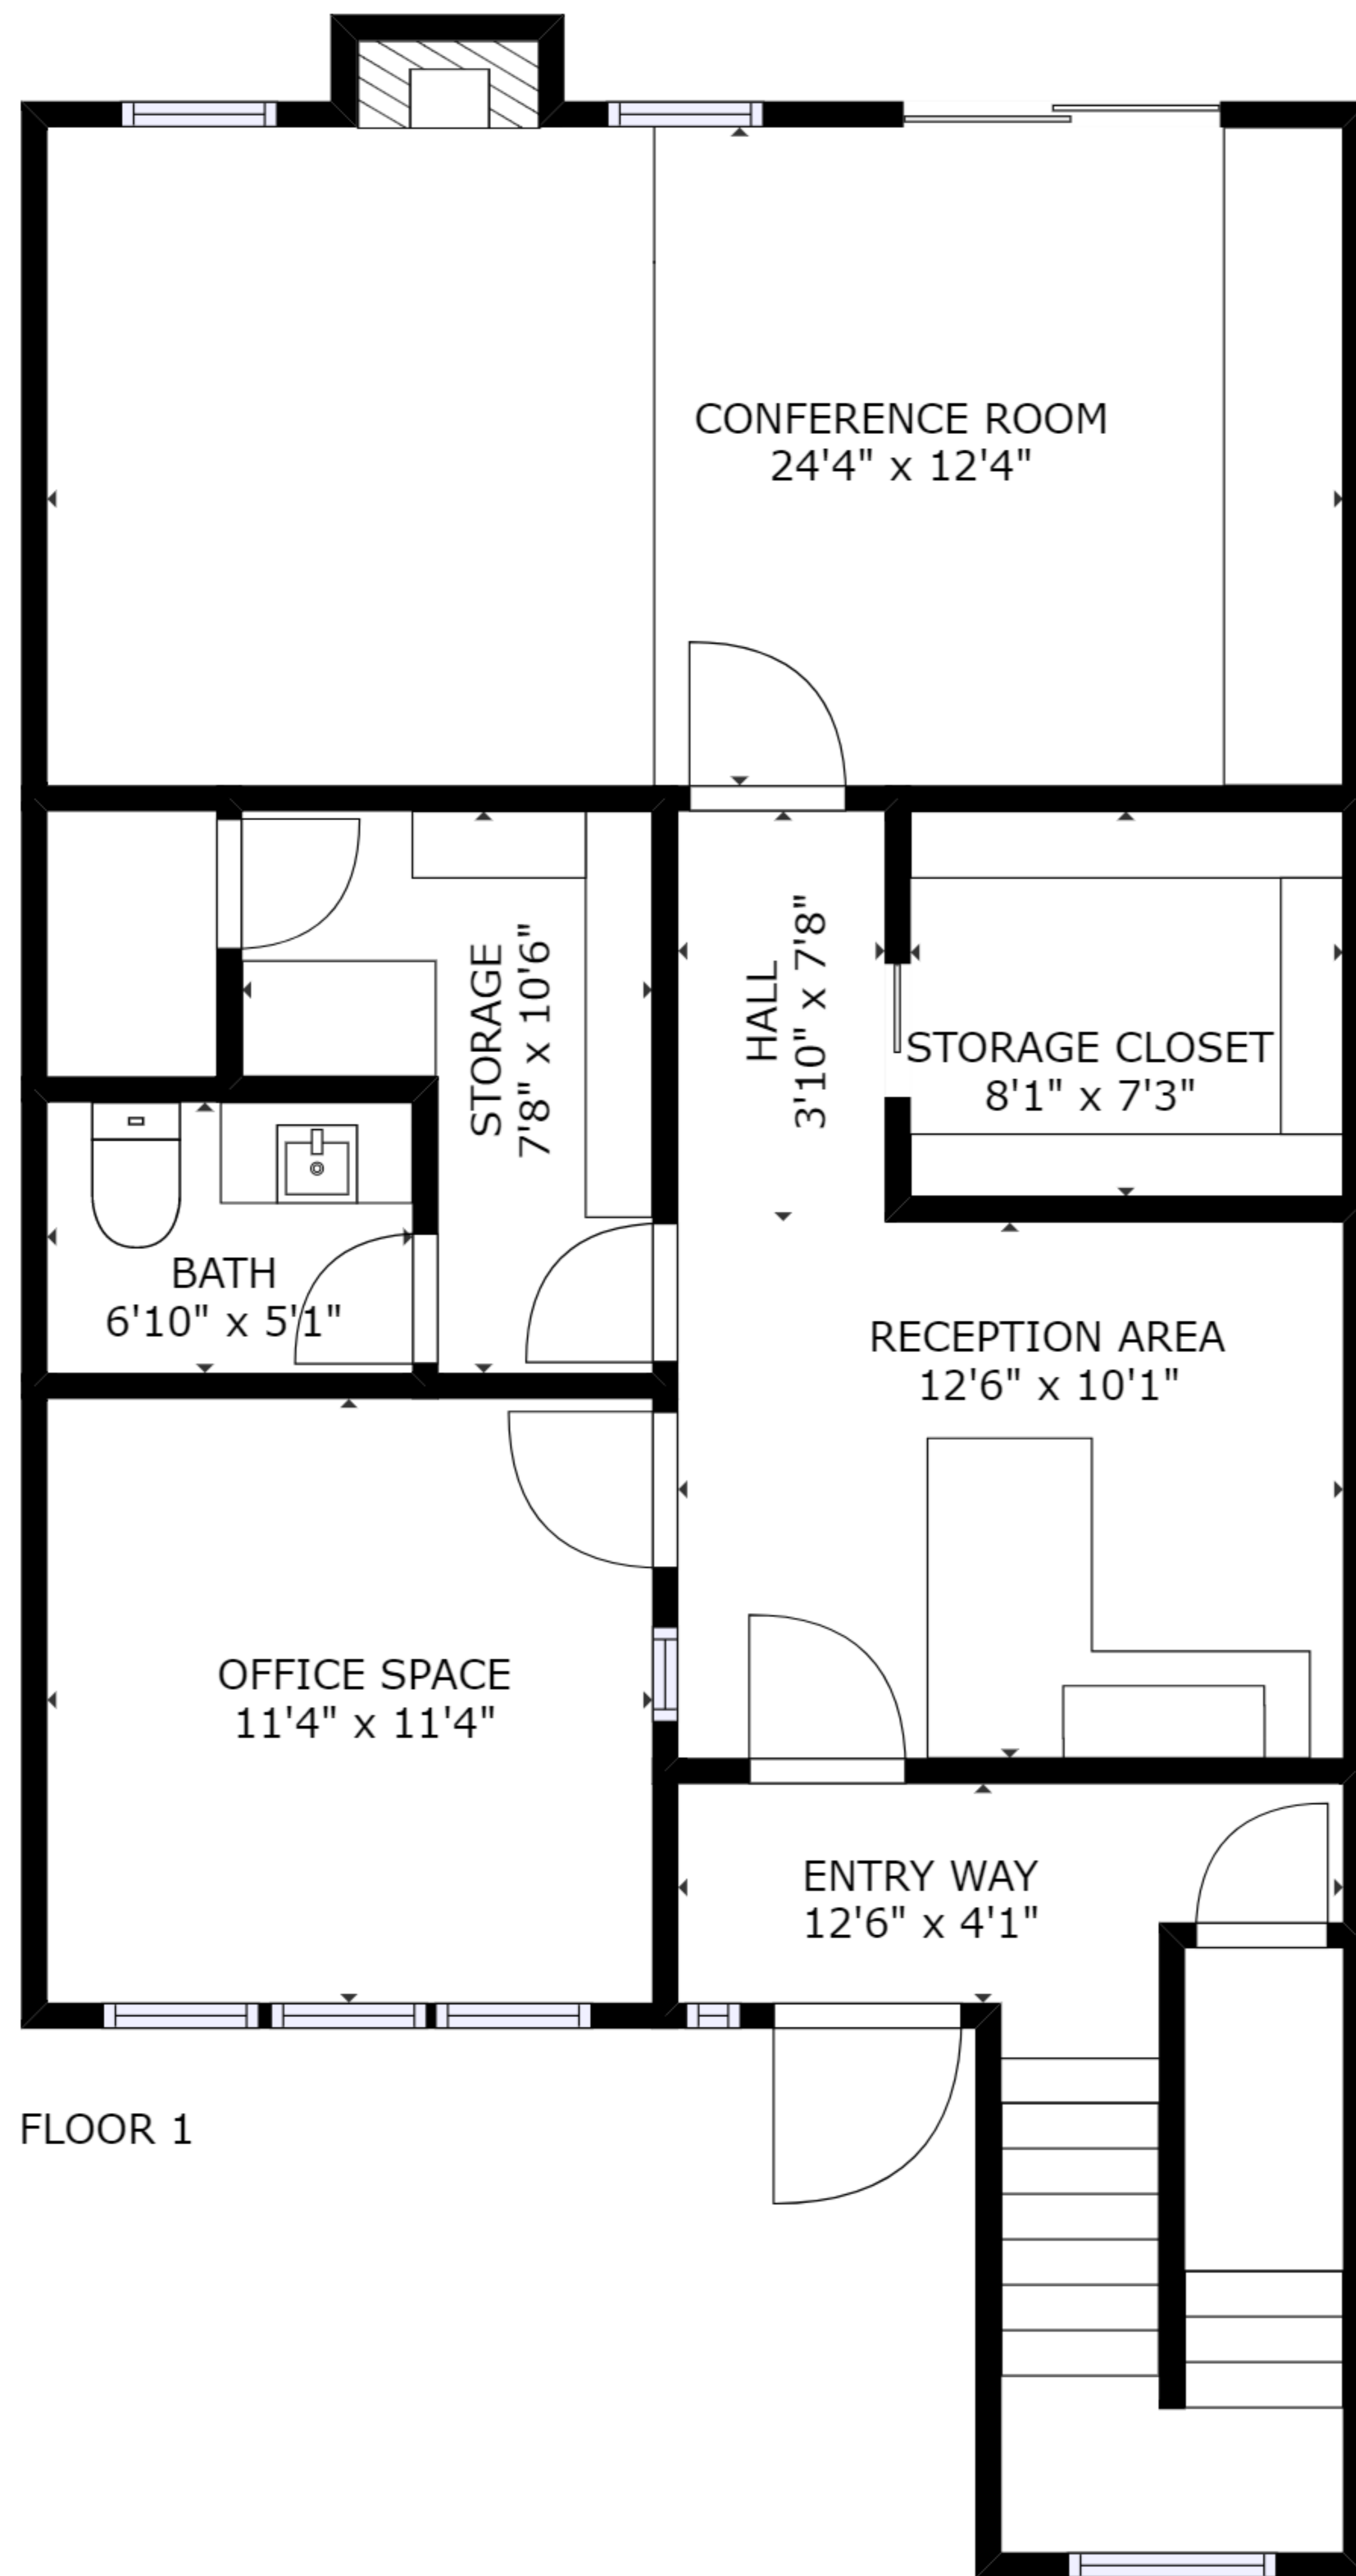 CONFERENCE ROOM
24'4" x 12'4"
STORAGE
7'8" x 10'6"
HALL
3'10" x 7'8"
STORAGE CLOSET
8'1" x 7'3"
BATH
6'10" x 5'1"
RECEPTION AREA
12'6" x 10'1"
OFFICE SPACE
11'4" x 11'4"
ENTRY WAY
12'6" x 4'1"
FLOOR 1